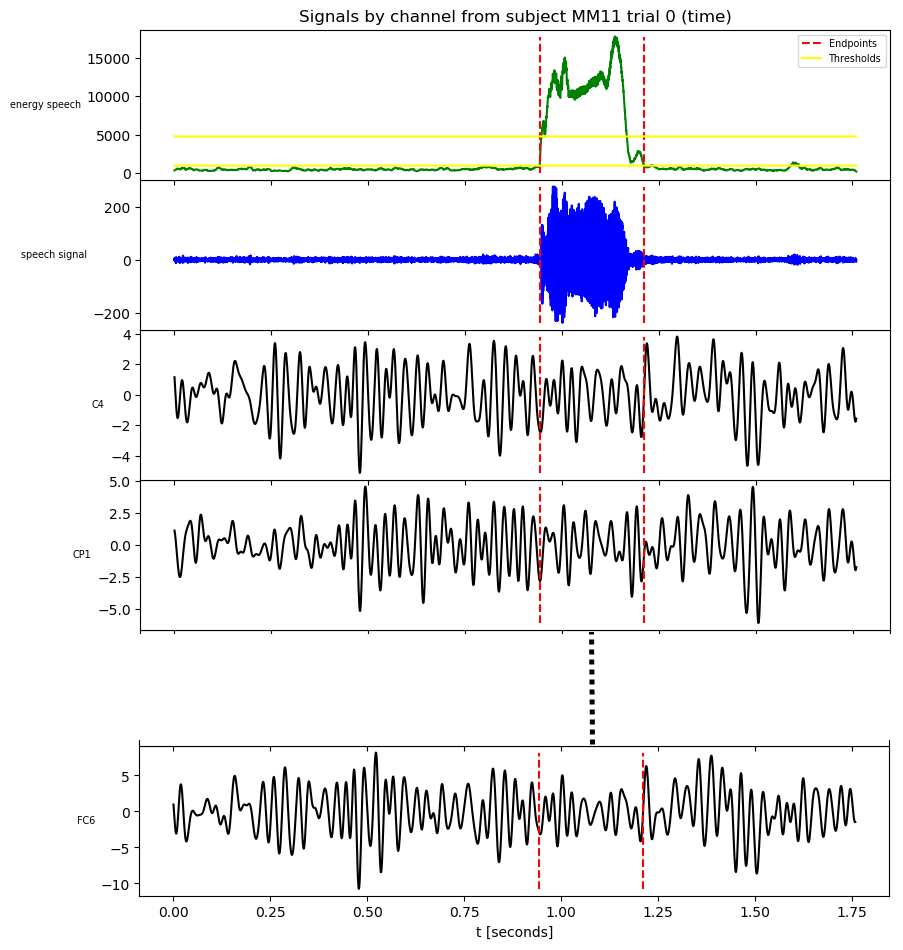 Signals by channel from subject MM11 trial 0 (time)
Endpoints
Thresholds
energy speech
15000
10000
5000
0
speech signal
200
0
−200
C4
4
2
0
−2
−4
CP1
5.0
2.5
0.0
−2.5
−5.0
FC6
5
0
−5
−10
0.00 0.25 0.50 0.75 1.00 1.25 1.50 1.75
t [seconds]